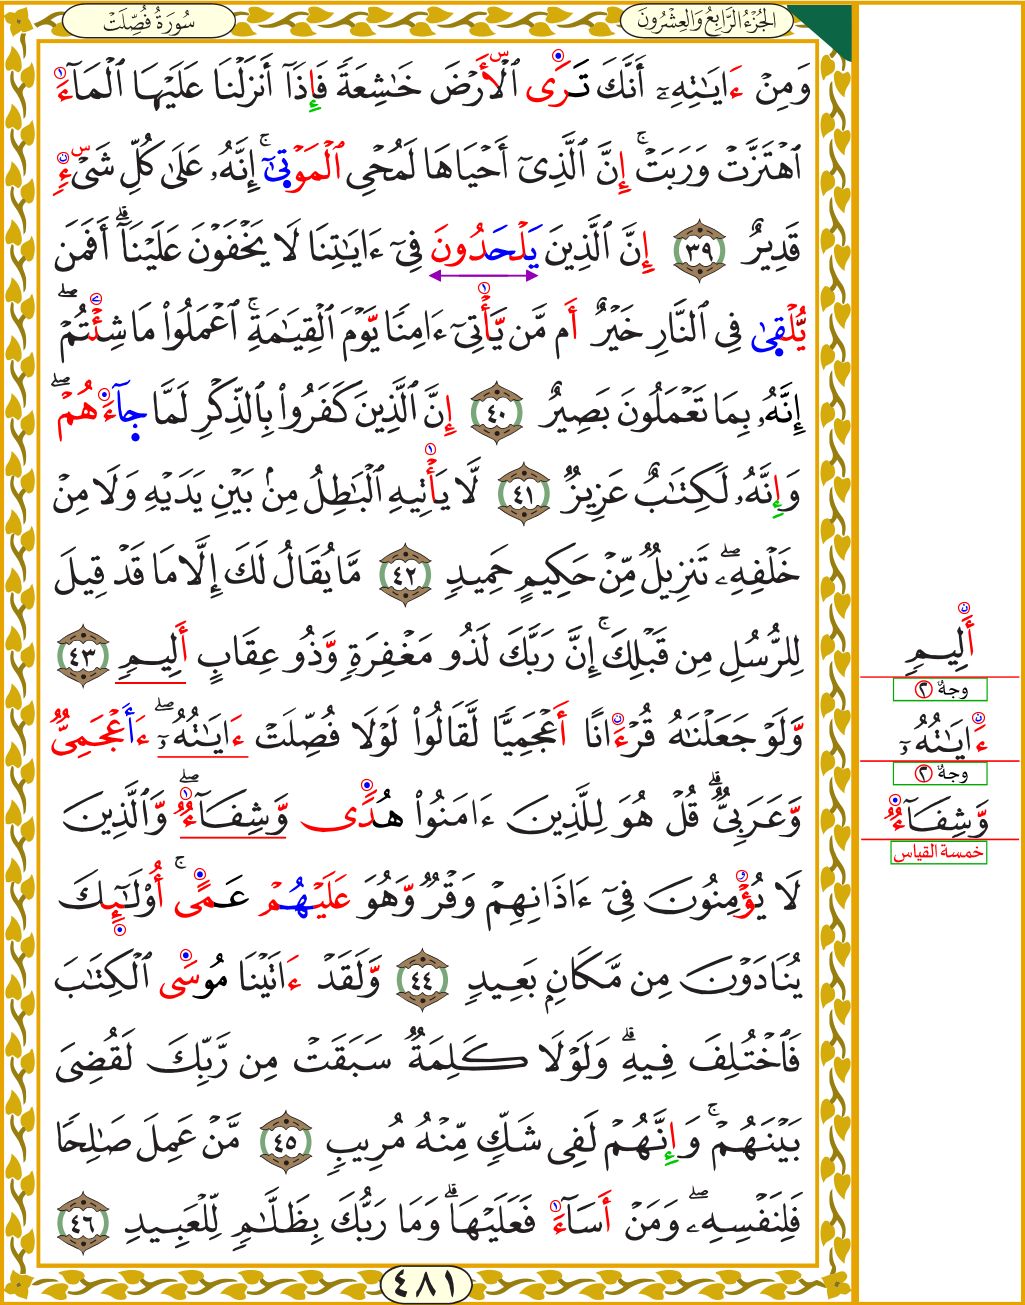 سُورَةُ فُصِّلَتْ
الجُزْءُ الرَّابِعُ وَالعِشْرُونَ
وَمِنْ ءَايَٰتِهِۦٓ أَنَّكَ تَرَى ٱلْأَرْضَ خَٰشِعَةً فَإِذَآ أَنزَلْنَا عَلَيْهَا ٱلْمَآءَ
ٱهْتَزَّتْ وَرَبَتْ ۚ إِنَّ ٱلَّذِىٓ أَحْيَاهَا لَمُحْىِ ٱلْمَوْتَىٰٓ ۚ إِنَّهُۥ عَلَىٰ كُلِّ شَىْءٍ
قَدِيرٌ ٣٩ إِنَّ ٱلَّذِينَ يَلْحَدُونَ فِىٓ ءَايَٰتِنَا لَا يَخْفَوْنَ عَلَيْنَآ ۗ أَفَمَن
يُلْقَىٰ فِى ٱلنَّارِ خَيْرٌ أَم مَّن يَأْتِىٓ ءَامِنًا يَوْمَ ٱلْقِيَٰمَةِ ۚ ٱعْمَلُوا۟ مَا شِئْتُمْ ۖ
إِنَّهُۥ بِمَا تَعْمَلُونَ بَصِيرٌ ٤٠ إِنَّ ٱلَّذِينَ كَفَرُوا۟ بِٱلذِّكْرِ لَمَّا جَآءَهُمْ ۖ
وَإِنَّهُۥ لَكِتَٰبٌ عَزِيزٌ ٤١ لَّا يَأْتِيهِ ٱلْبَٰطِلُ مِنۢ بَيْنِ يَدَيْهِ وَلَا مِنْ
خَلْفِهِۦ ۖ تَنزِيلٌ مِّنْ حَكِيمٍ حَمِيدٍ ٤٢ مَّا يُقَالُ لَكَ إِلَّا مَا قَدْ قِيلَ
لِلرُّسُلِ مِن قَبْلِكَ ۚ إِنَّ رَبَّكَ لَذُو مَغْفِرَةٍ وَذُو عِقَابٍ أَلِيمٍ ٤٣
وَلَوْ جَعَلْنَٰهُ قُرْءَانًا أَعْجَمِيًّا لَّقَالُوا۟ لَوْلَا فُصِّلَتْ ءَايَٰتُهُۥٓ ۖ ءَأَعْجَمِىٌّ
وَعَرَبِىٌّ ۗ قُلْ هُوَ لِلَّذِينَ ءَامَنُوا۟ هُدًى وَشِفَآءٌ ۖ وَٱلَّذِينَ
لَا يُؤْمِنُونَ فِىٓ ءَاذَانِهِمْ وَقْرٌ وَهُوَ عَلَيْهُمْ عَمًى ۚ أُو۟لَٰٓئِكَ
يُنَادَوْنَ مِن مَّكَانٍۭ بَعِيدٍ ٤٤ وَلَقَدْ ءَاتَيْنَا مُوسَى ٱلْكِتَٰبَ
فَٱخْتُلِفَ فِيهِ ۗ وَلَوْلَا كَلِمَةٌ سَبَقَتْ مِن رَّبِّكَ لَقُضِىَ
بَيْنَهُمْ ۚ وَإِنَّهُمْ لَفِى شَكٍّ مِّنْهُ مُرِيبٍ ٤٥ مَّنْ عَمِلَ صَٰلِحًا
فَلِنَفْسِهِۦ ۖ وَمَنْ أَسَآءَ فَعَلَيْهَا ۗ وَمَا رَبُّكَ بِظَلَّٰمٍ لِّلْعَبِيدِ ٤٦
٤٨١
أَلِيمٍ
وجهٌ ٢
ءَايَٰتُهُۥٓ
وجهٌ ٢
وَشِفَآءٌ
خمسة القياس